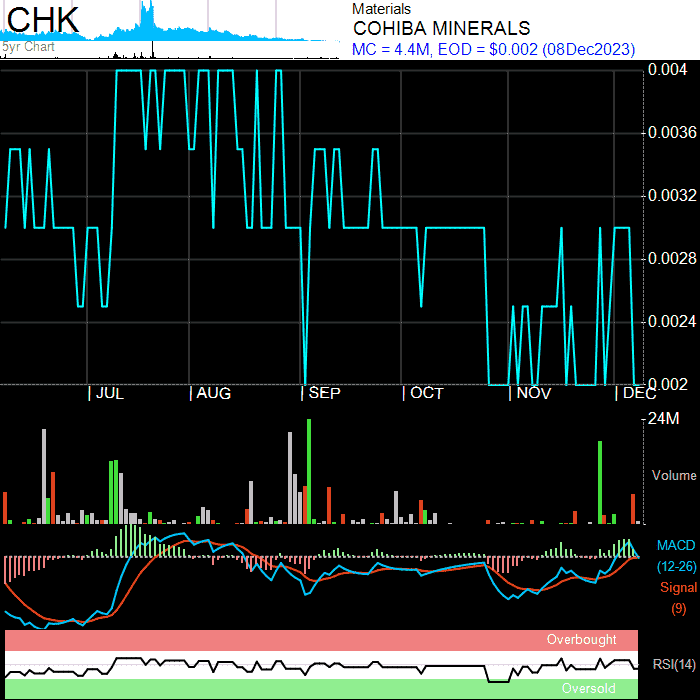 CHK
5yr Chart
Materials
COHIBA MINERALS
MC = 4.4M, EOD = $0.002 (08Dec2023)
0.004
0.0036
0.0032
0.0028
0.0024
0.002
JUL AUG SEP OCT NOV DEC
24M
Volume
MACD
(12-26)
Signal
(9)
Overbought
RSI(14)
Oversold